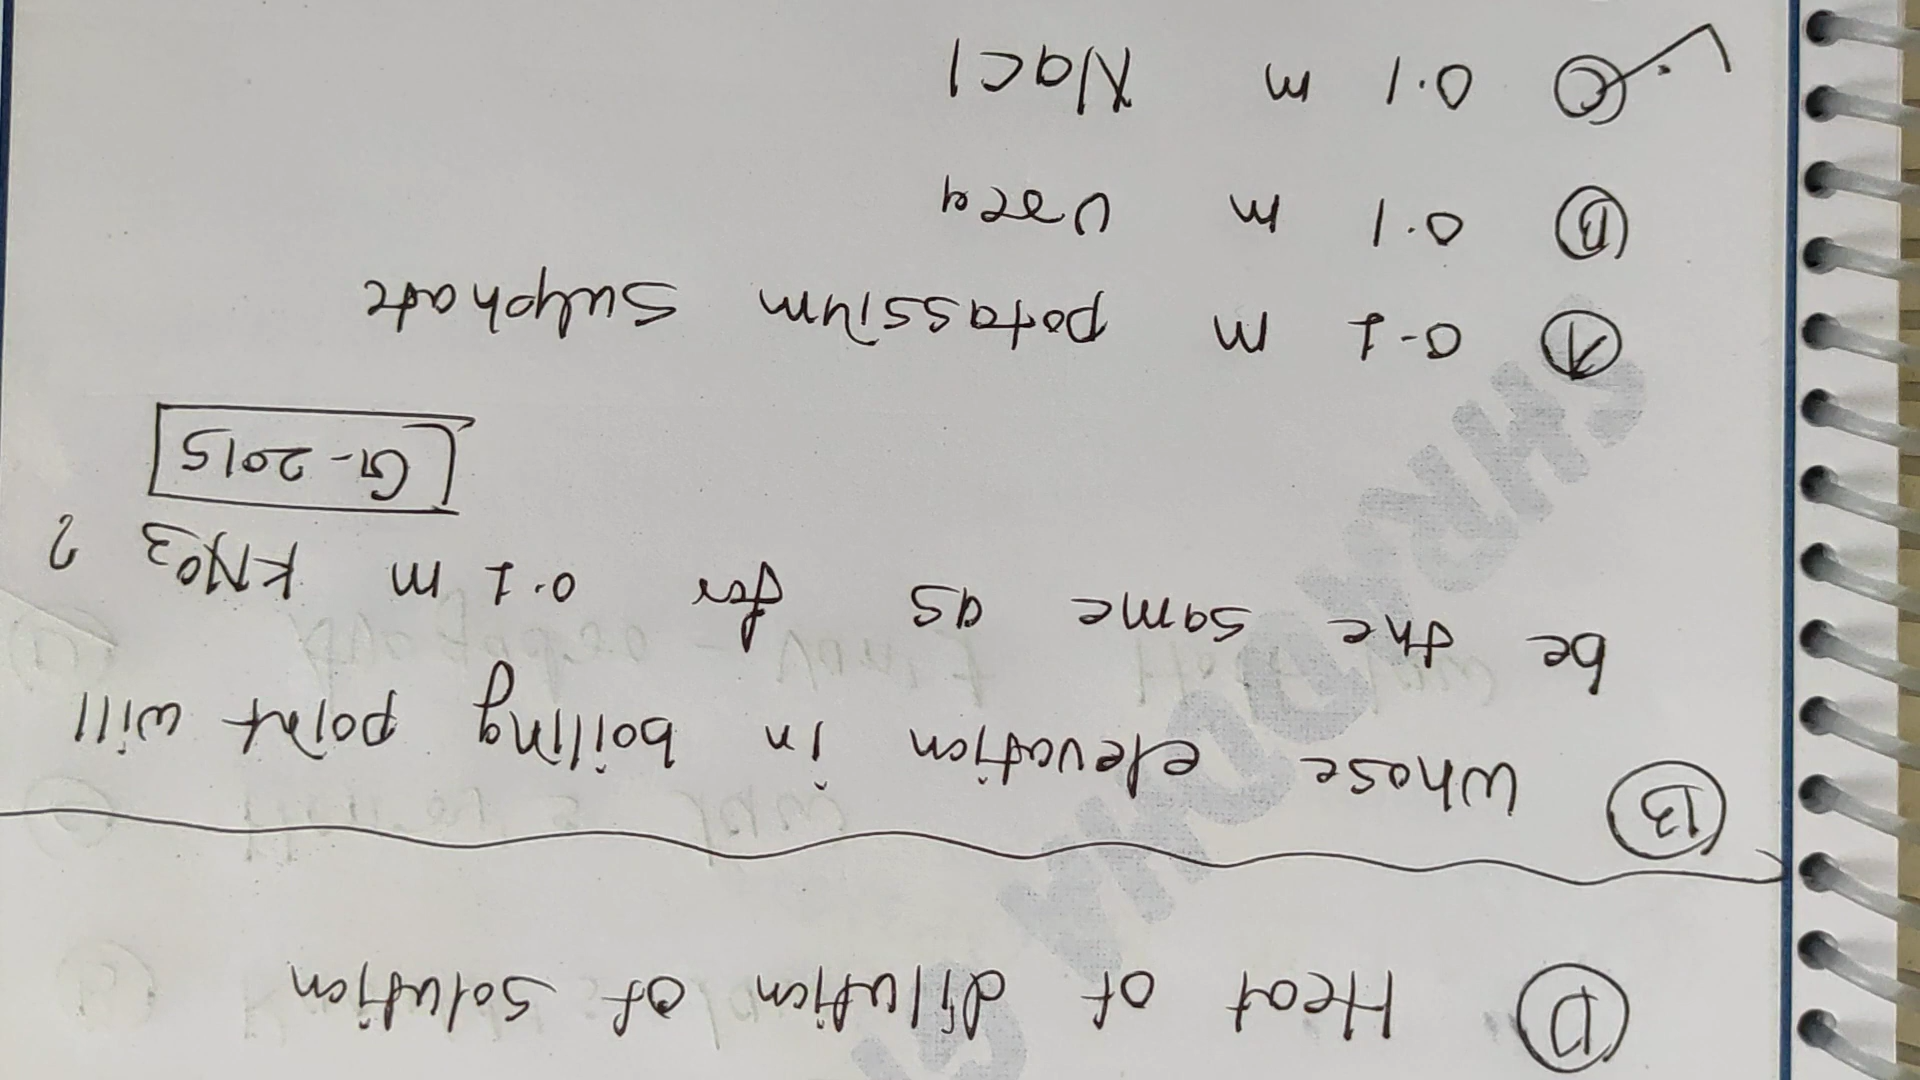 D Heat of dillution of solution
13 Whose elevation in boiling point will
be the same as for 0.1 m KNO3 ?
G-2015
A 0.1 m potassium sulphate
B 0.1 m Urea
C 0.1 m NaCl